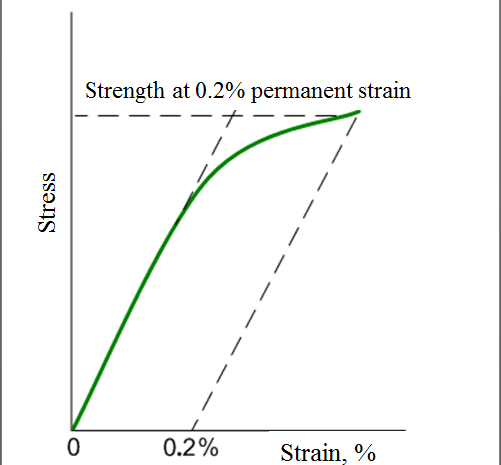 Strength at 0.2% permanent strain
Stress
0
0.2%
Strain, %